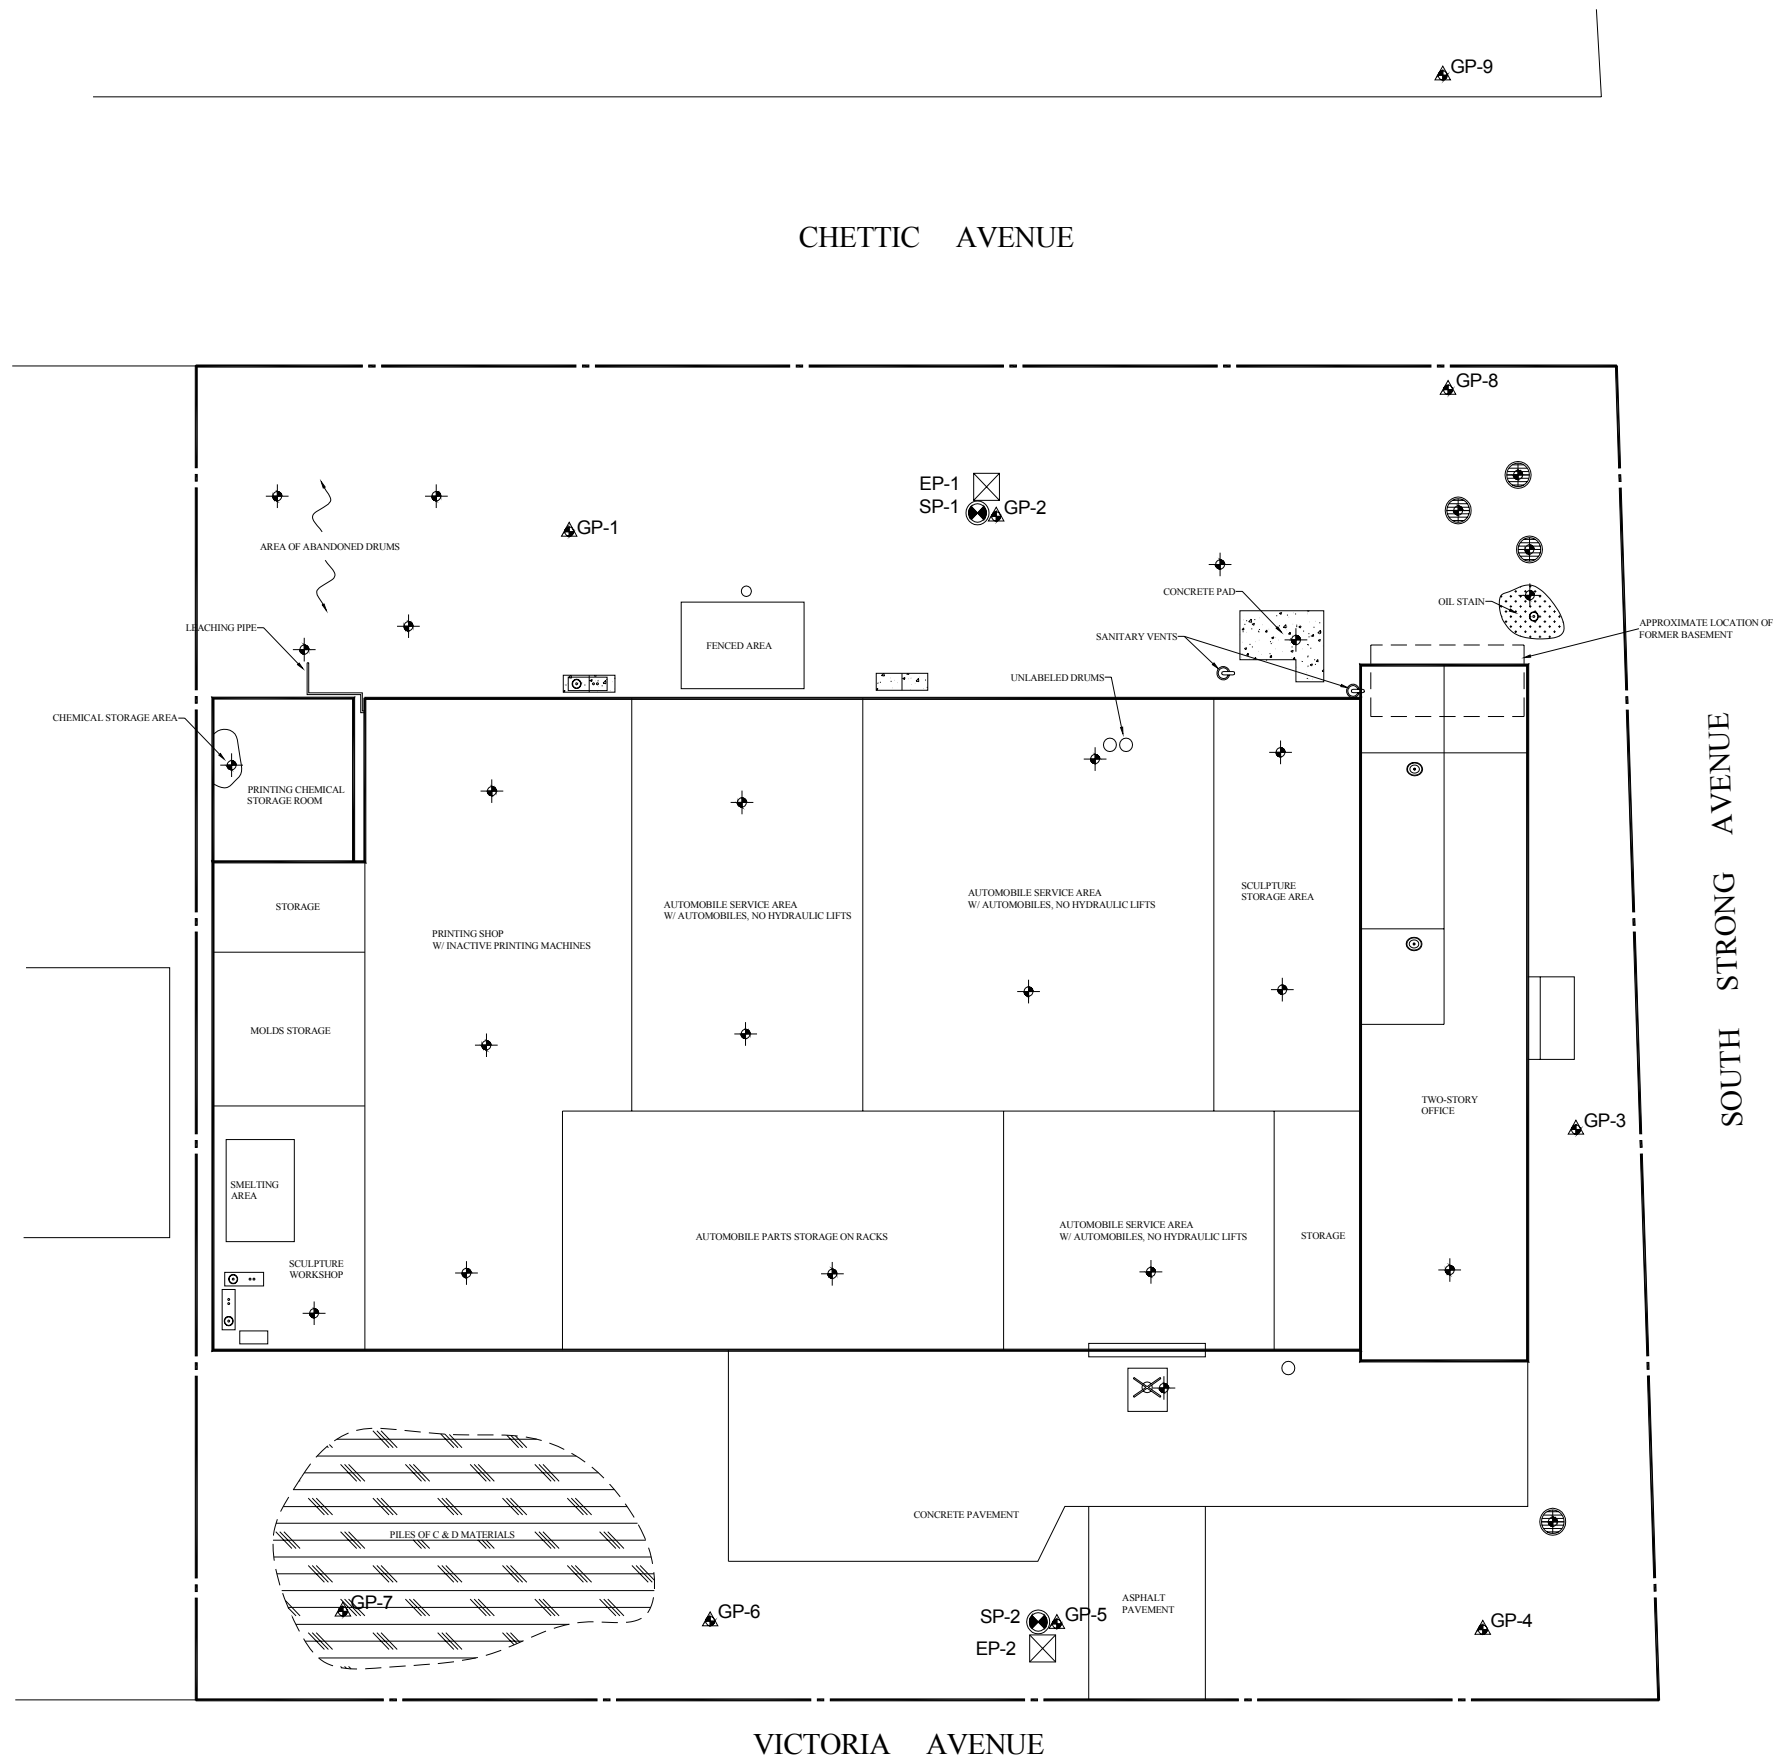 GP-9
CHETTIC AVENUE
GP-8
EP-1
SP-1
GP-2
GP-1
AREA OF ABANDONED DRUMS
CONCRETE PAD
OIL STAIN
LEACHING PIPE
SANITARY VENTS
APPROXIMATE LOCATION OF
FORMER BASEMENT
FENCED AREA
UNLABELED DRUMS
CHEMICAL STORAGE AREA
PRINTING CHEMICAL
STORAGE ROOM
SOUTH STRONG AVENUE
STORAGE
AUTOMOBILE SERVICE AREA
W/ AUTOMOBILES, NO HYDRAULIC LIFTS
AUTOMOBILE SERVICE AREA
W/ AUTOMOBILES, NO HYDRAULIC LIFTS
SCULPTURE
STORAGE AREA
PRINTING SHOP
W/ INACTIVE PRINTING MACHINES
MOLDS STORAGE
TWO-STORY
OFFICE
GP-3
SMELTING
AREA
SCULPTURE
WORKSHOP
AUTOMOBILE PARTS STORAGE ON RACKS
AUTOMOBILE SERVICE AREA
W/ AUTOMOBILES, NO HYDRAULIC LIFTS
STORAGE
CONCRETE PAVEMENT
PILES OF C & D MATERIALS
GP-7
GP-6
SP-2
GP-5
EP-2
ASPHALT
PAVEMENT
GP-4
VICTORIA AVENUE